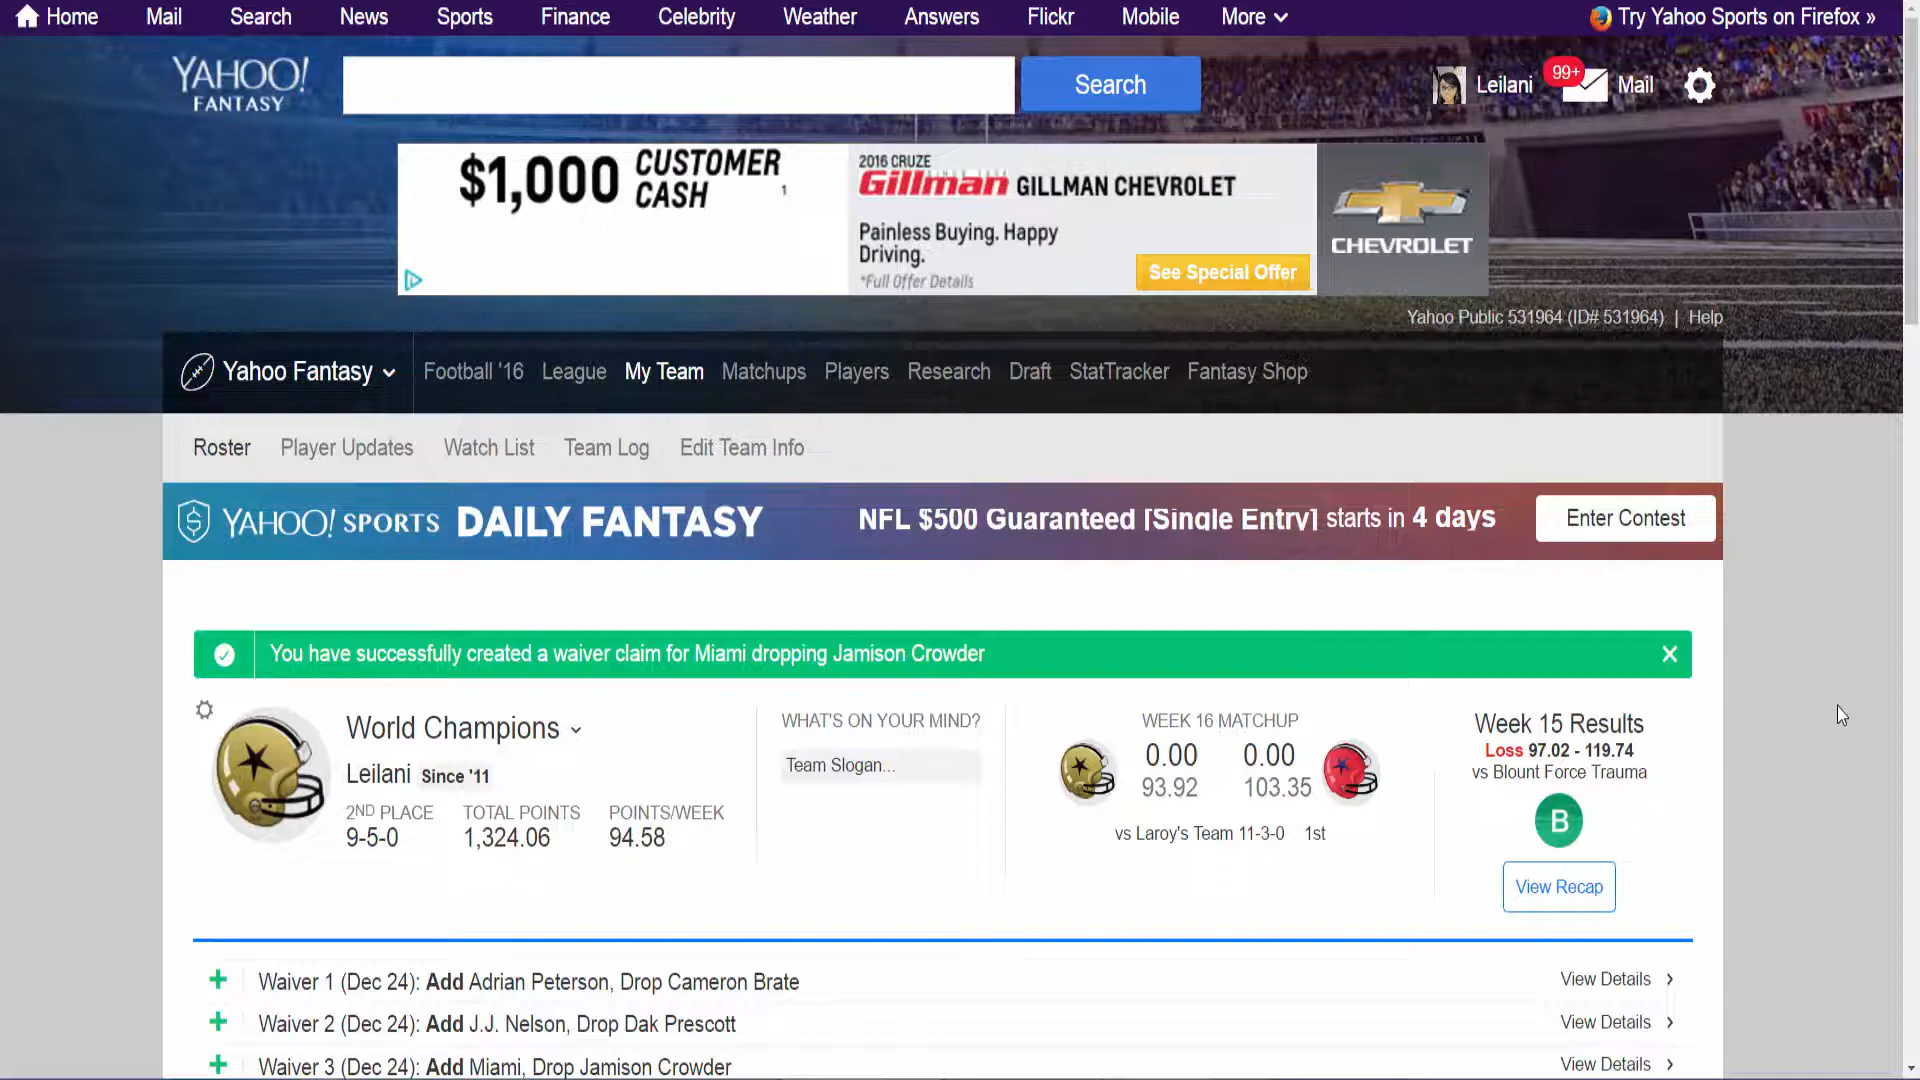 Home Mail Search News Sports Finance Celebrity Weather Answers Flickr Mobile More Try Yahoo Sports on Firefox »
YAHOO!
FANTASY
Search
Leilani 99+ Mail
$1,000 CUSTOMER CASH 1
2016 CRUZE
Gillman GILLMAN CHEVROLET
Painless Buying. Happy
Driving.
*Full Offer Details
See Special Offer
CHEVROLET
Yahoo Public 531964 (ID# 531964) | Help
Yahoo Fantasy Football '16 League My Team Matchups Players Research Draft StatTracker Fantasy Shop
Roster Player Updates Watch List Team Log Edit Team Info
YAHOO! SPORTS DAILY FANTASY NFL $500 Guaranteed [Single Entry] starts in 4 days Enter Contest
You have successfully created a waiver claim for Miami dropping Jamison Crowder
World Champions
Leilani Since '11
2ND PLACE TOTAL POINTS POINTS/WEEK
9-5-0 1,324.06 94.58
WHAT'S ON YOUR MIND?
Team Slogan...
WEEK 16 MATCHUP
0.00 0.00
93.92 103.35
vs Laroy's Team 11-3-0 1st
Week 15 Results
Loss 97.02 - 119.74
vs Blount Force Trauma
B
View Recap
Waiver 1 (Dec 24): Add Adrian Peterson, Drop Cameron Brate View Details
Waiver 2 (Dec 24): Add J.J. Nelson, Drop Dak Prescott View Details
Waiver 3 (Dec 24): Add Miami, Drop Jamison Crowder View Details